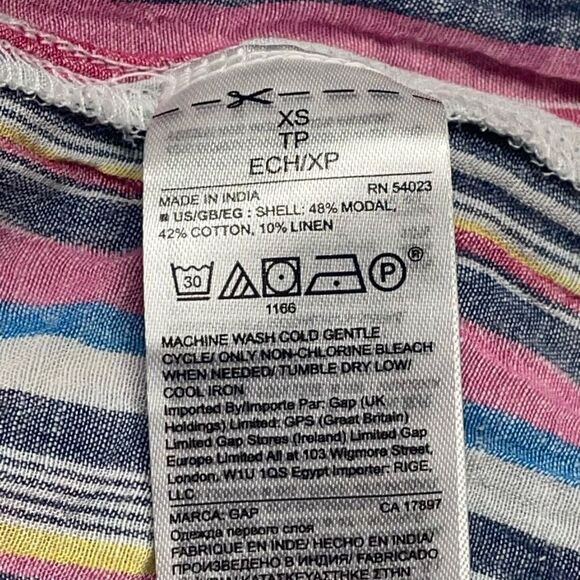 XS
TP
ECH/XP
MADE IN INDIA RN 54023
US/GB/EG : SHELL: 48% MODAL,
42% COTTON, 10% LINEN
30 P ®
1166
MACHINE WASH COLD GENTLE
CYCLE/ ONLY NON-CHLORINE BLEACH
WHEN NEEDED/ TUMBLE DRY LOW/
COOL IRON
Imported By/Importe Par: Gap (UK
Holdings) Limited: GPS (Great Britain)
Limited Gap Stores (Ireland) Limited Gap
Europe Limited All at 103 Wigmore Street,
London, W1U 1QS Egypt Importer: RIGE,
LLC
MARCA: GAP CA 17897
Одежда первого слоя
FABRIQUÉ EN INDE/ HECHO EN INDIA/
ПРОИЗВЕДЕНО В ИНДИЯ/ FABRICADO
ΚΑΤΑΣΚΕΥΑΣΤΗΚΕ ΣΤΗΝ